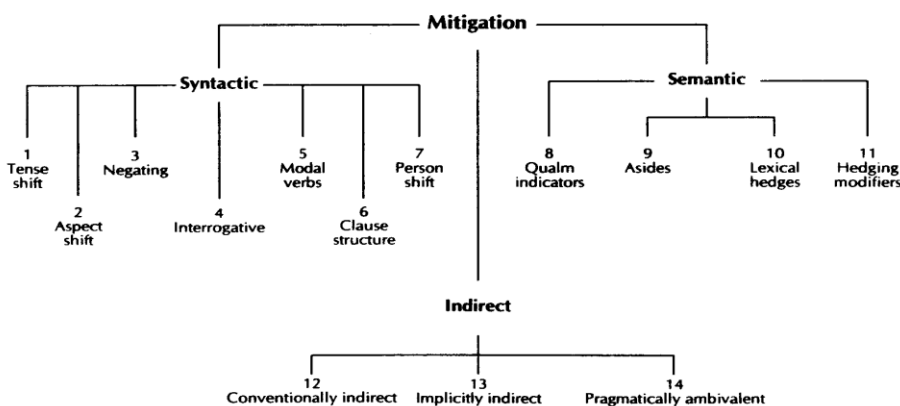 Mitigation
Syntactic
Semantic
1
Tense
shift
2
Aspect
shift
3
Negating
4
Interrogative
5
Modal
verbs
6
Clause
structure
7
Person
shift
8
Qualm
indicators
9
Asides
10
Lexical
hedges
11
Hedging
modifiers
Indirect
12
Conventionally indirect
13
Implicitly indirect
14
Pragmatically ambivalent